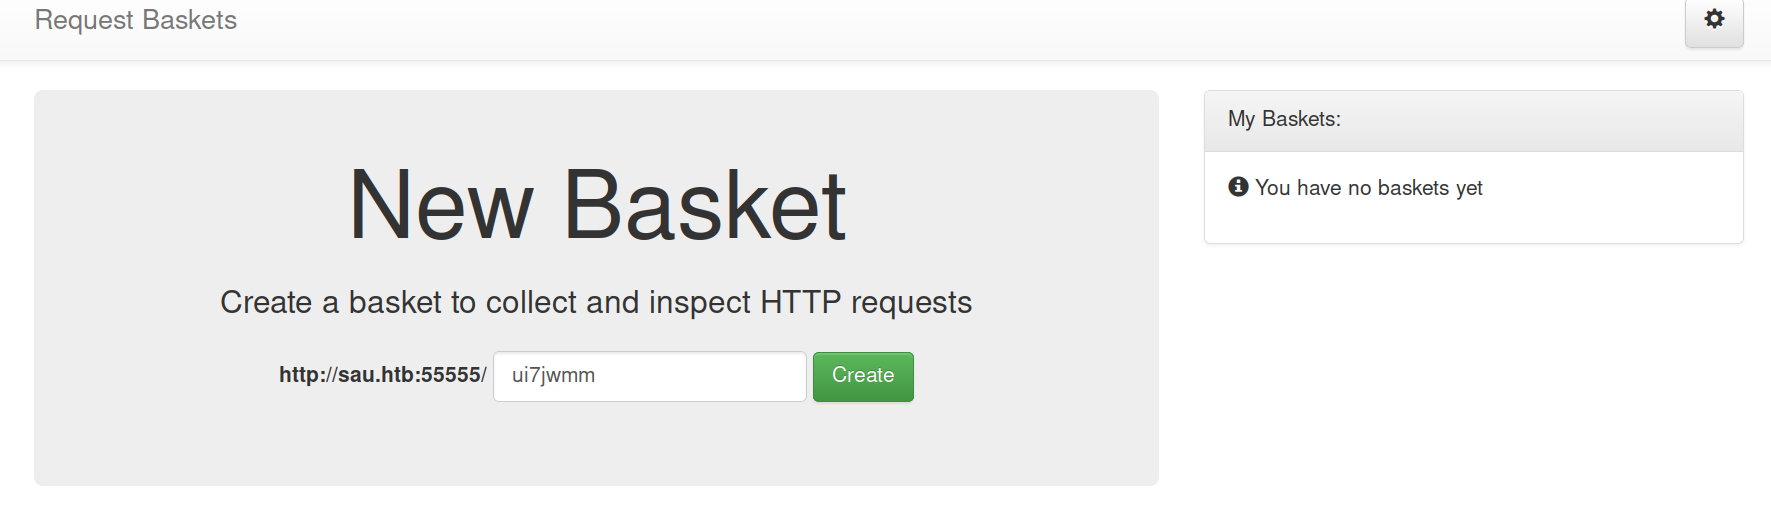 Request Baskets
New Basket
Create a basket to collect and inspect HTTP requests
http://sau.htb:55555/ ui7jwmm Create
My Baskets:
You have no baskets yet